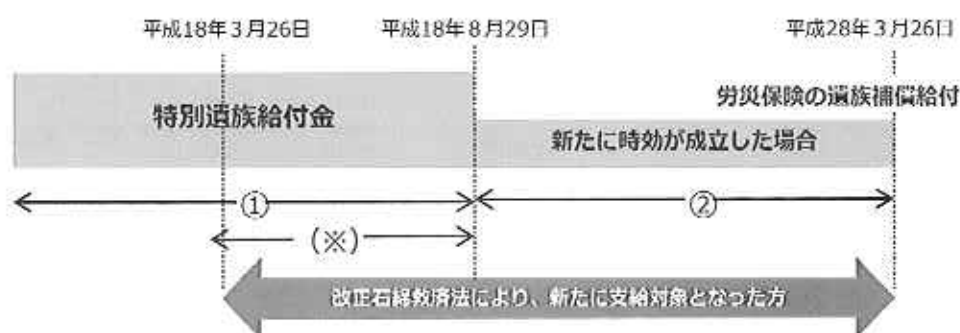 平成18年3月26日
平成18年8月29日
平成28年3月26日
労災保険の遺族補償給付
特別遺族給付金
新たに時効が成立した場合
①
②
(※)
改正石綿救済法により、新たに支給対象となった方